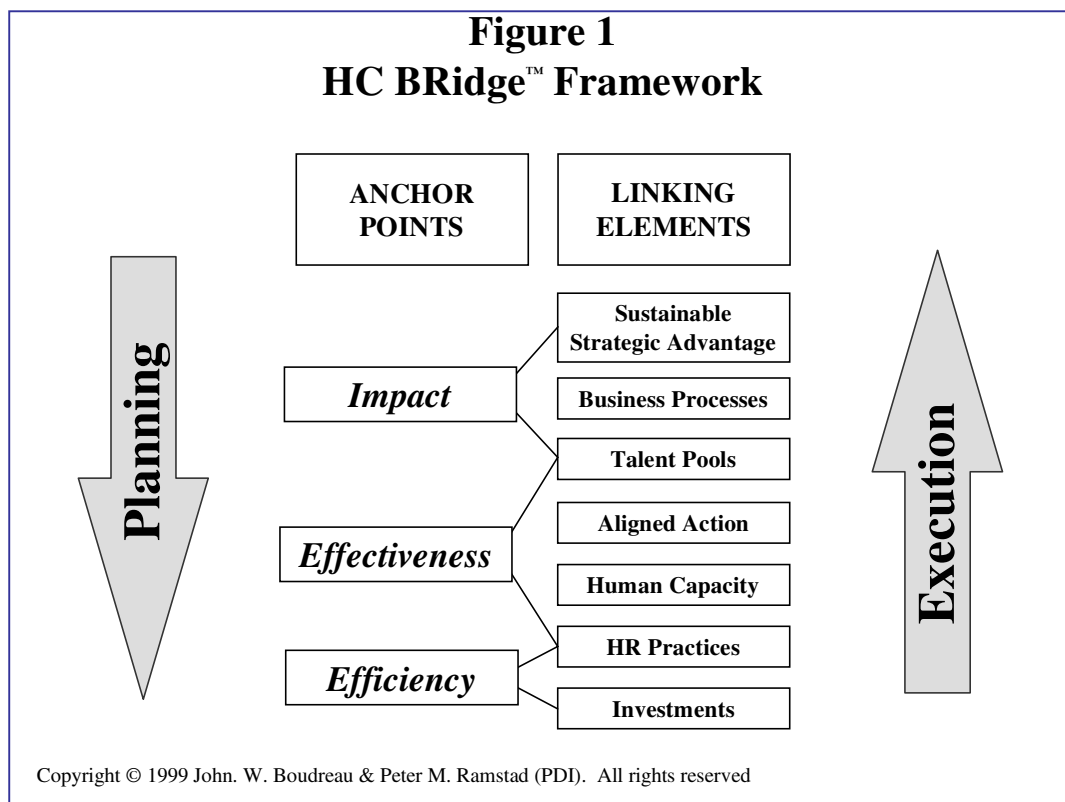 Figure 1
HC BRidge™ Framework
ANCHOR
POINTS
LINKING
ELEMENTS
Planning
Impact
Effectiveness
Efficiency
Sustainable
Strategic Advantage
Business Processes
Talent Pools
Aligned Action
Human Capacity
HR Practices
Investments
Execution
Copyright © 1999 John. W. Boudreau & Peter M. Ramstad (PDI). All rights reserved